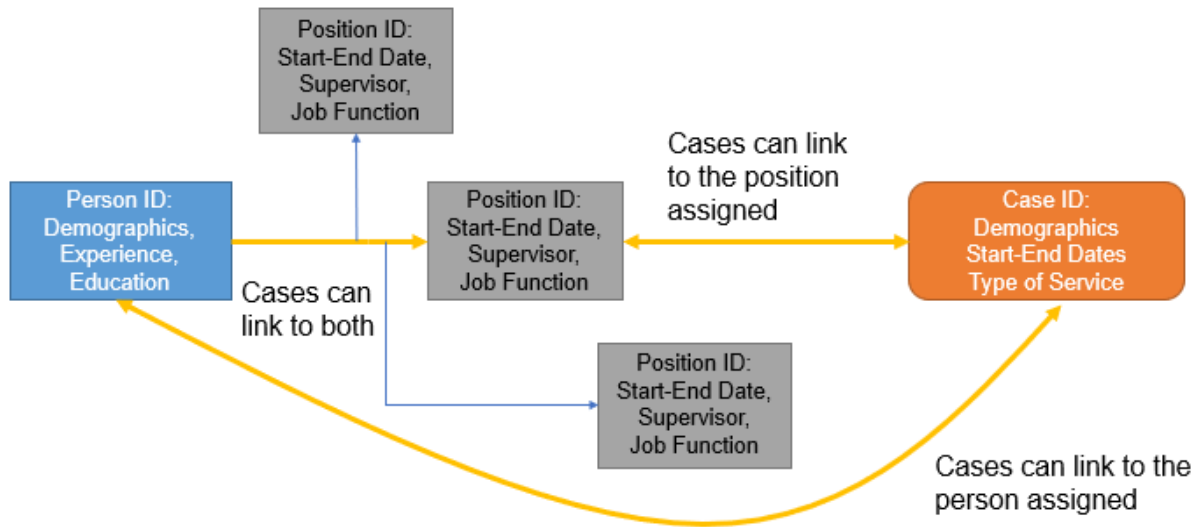 Position ID:
Start-End Date,
Supervisor,
Job Function
Person ID:
Demographics,
Experience,
Education
Cases can
link to both
Position ID:
Start-End Date,
Supervisor,
Job Function
Cases can link
to the position
assigned
Case ID:
Demographics
Start-End Dates
Type of Service
Position ID:
Start-End Date,
Supervisor,
Job Function
Cases can link to the
person assigned